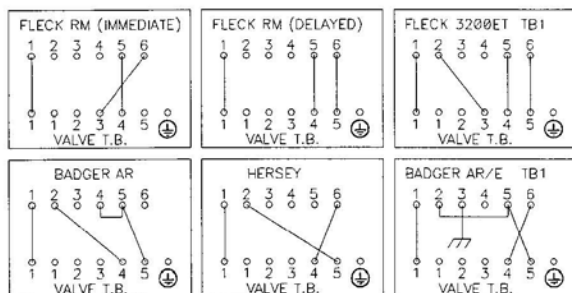 FLECK RM (IMMEDIATE)
1 2 3 4 5 6
1 1 2 3 4 5
VALVE T.B.
FLECK RM (DELAYED)
1 2 3 4 5 6
1 1 2 3 4 5
VALVE T.B.
FLECK 3200ET TB1
1 2 3 4 5 6
1 1 2 3 4 5
VALVE T.B.
BADGER AR
1 2 3 4 5 6
1 1 2 3 4 5
VALVE T.B.
HERSEY
1 2 3 4 5 6
1 1 2 3 4 5
VALVE T.B.
BADGER AR/E TB1
1 2 3 4 5 6
1 1 2 3 4 5
VALVE T.B.